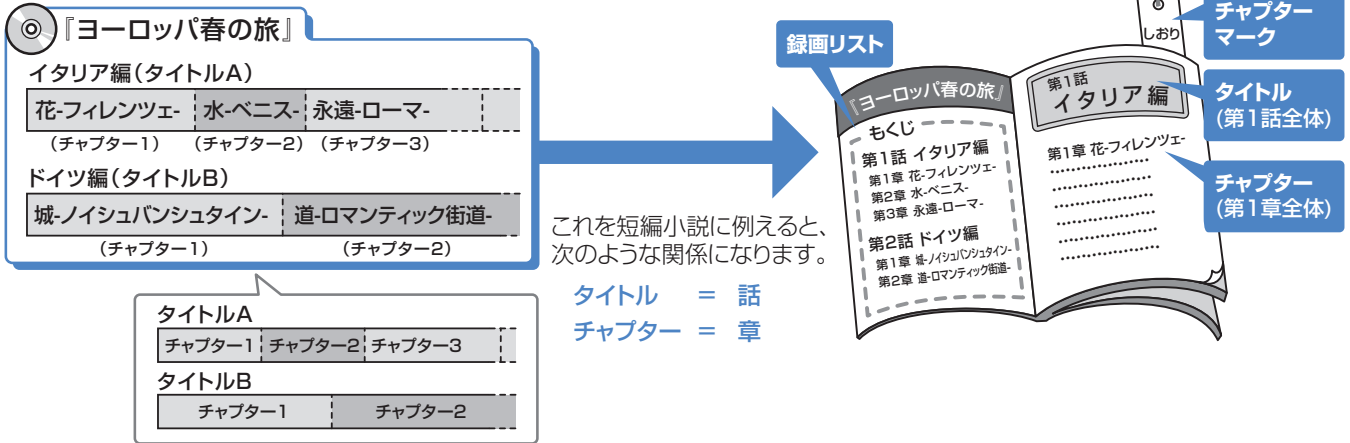 『ヨーロッパ春の旅』
イタリア編(タイトルA)
花-フィレンツェ- 水-ベニス- 永遠-ローマ-
(チャプター1) (チャプター2) (チャプター3)
ドイツ編(タイトルB)
城-ノイシュバンシュタイン- 道-ロマンティック街道-
(チャプター1) (チャプター2)
タイトルA
チャプター1 チャプター2 チャプター3
タイトルB
チャプター1 チャプター2
これを短編小説に例えると、
次のような関係になります。
タイトル = 話
チャプター = 章
録画リスト
『ヨーロッパ春の旅』
もくじ
第1話 イタリア編
第1章 花-フィレンツェ-
第2章 水-ベニス-
第3章 永遠-ローマ-
第2話 ドイツ編
第1章 城-ノイシュバンシュタイン-
第2章 道-ロマンティック街道-
しおり
第1話
イタリア編
第1章 花-フィレンツェ-
チャプター
マーク
タイトル
(第1話全体)
チャプター
(第1章全体)